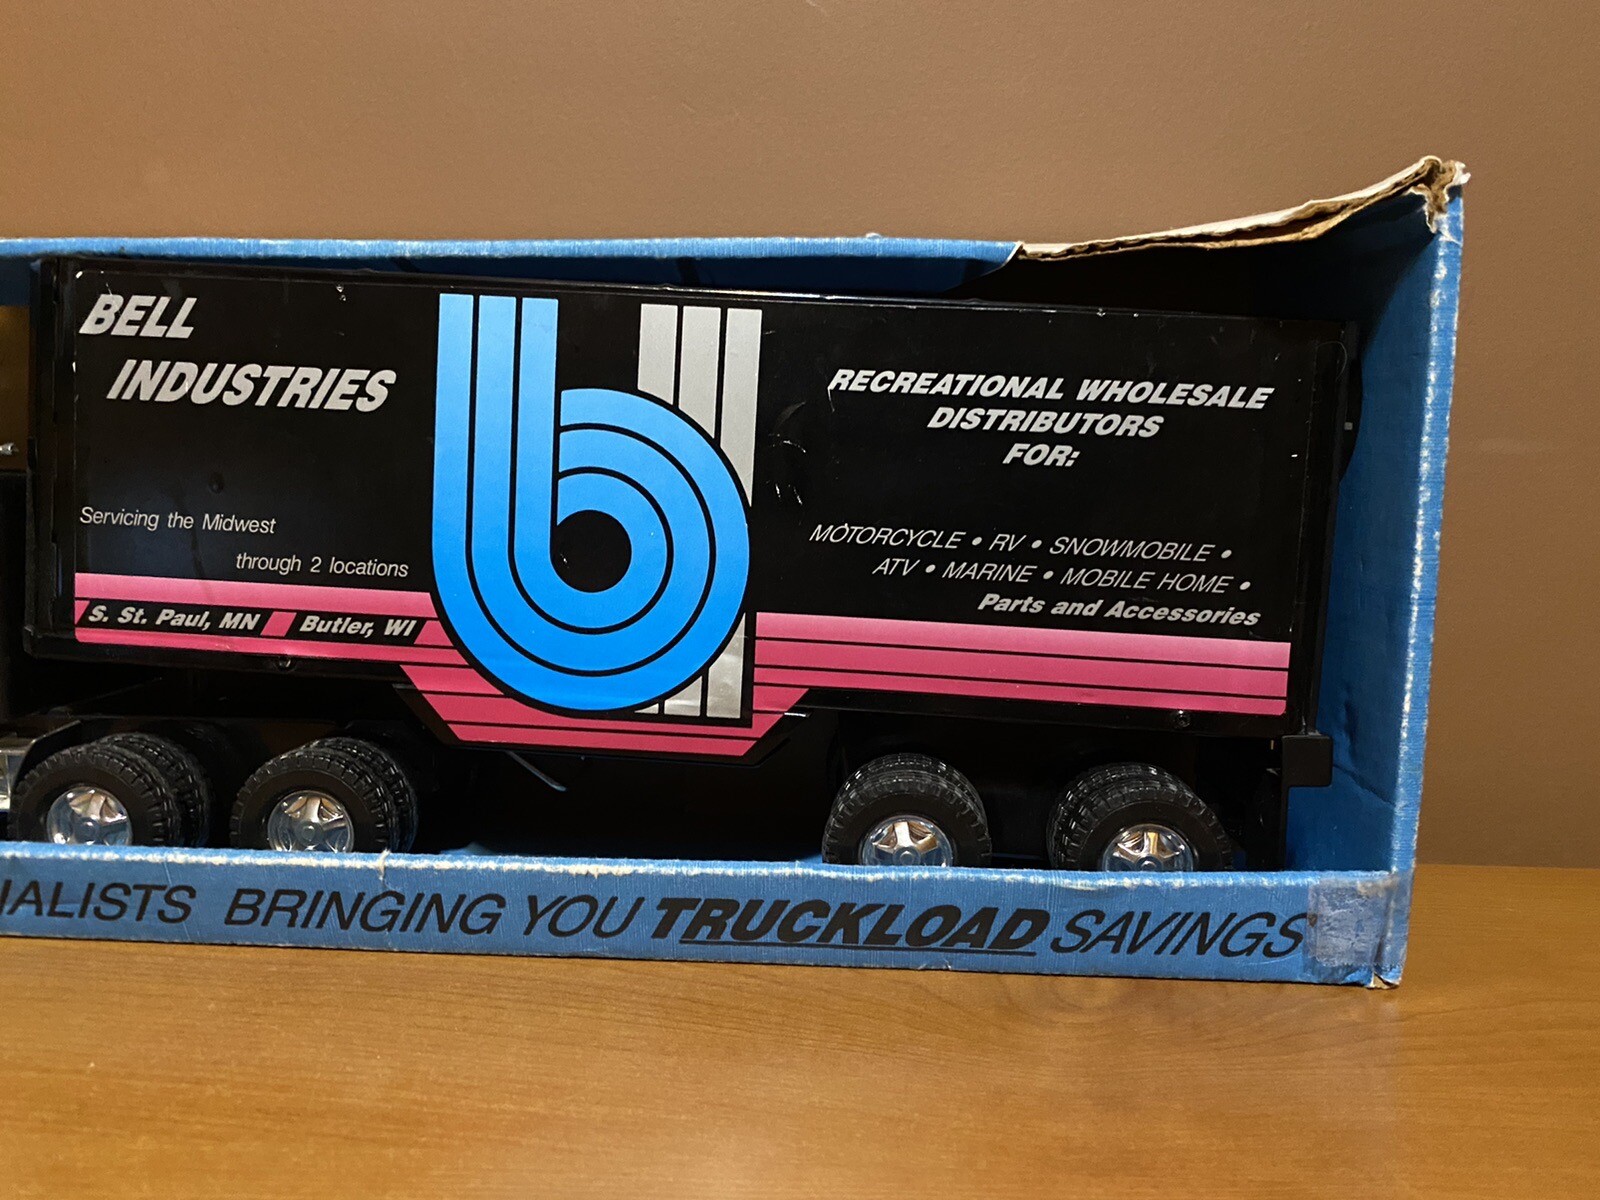 BELL
INDUSTRIES
Servicing the Midwest
through 2 locations
S. St. Paul, MN Butler, WI
b
RECREATIONAL WHOLESALE
DISTRIBUTORS
FOR:
MOTORCYCLE • RV • SNOWMOBILE •
ATV • MARINE • MOBILE HOME •
Parts and Accessories
IALISTS BRINGING YOU TRUCKLOAD SAVINGS